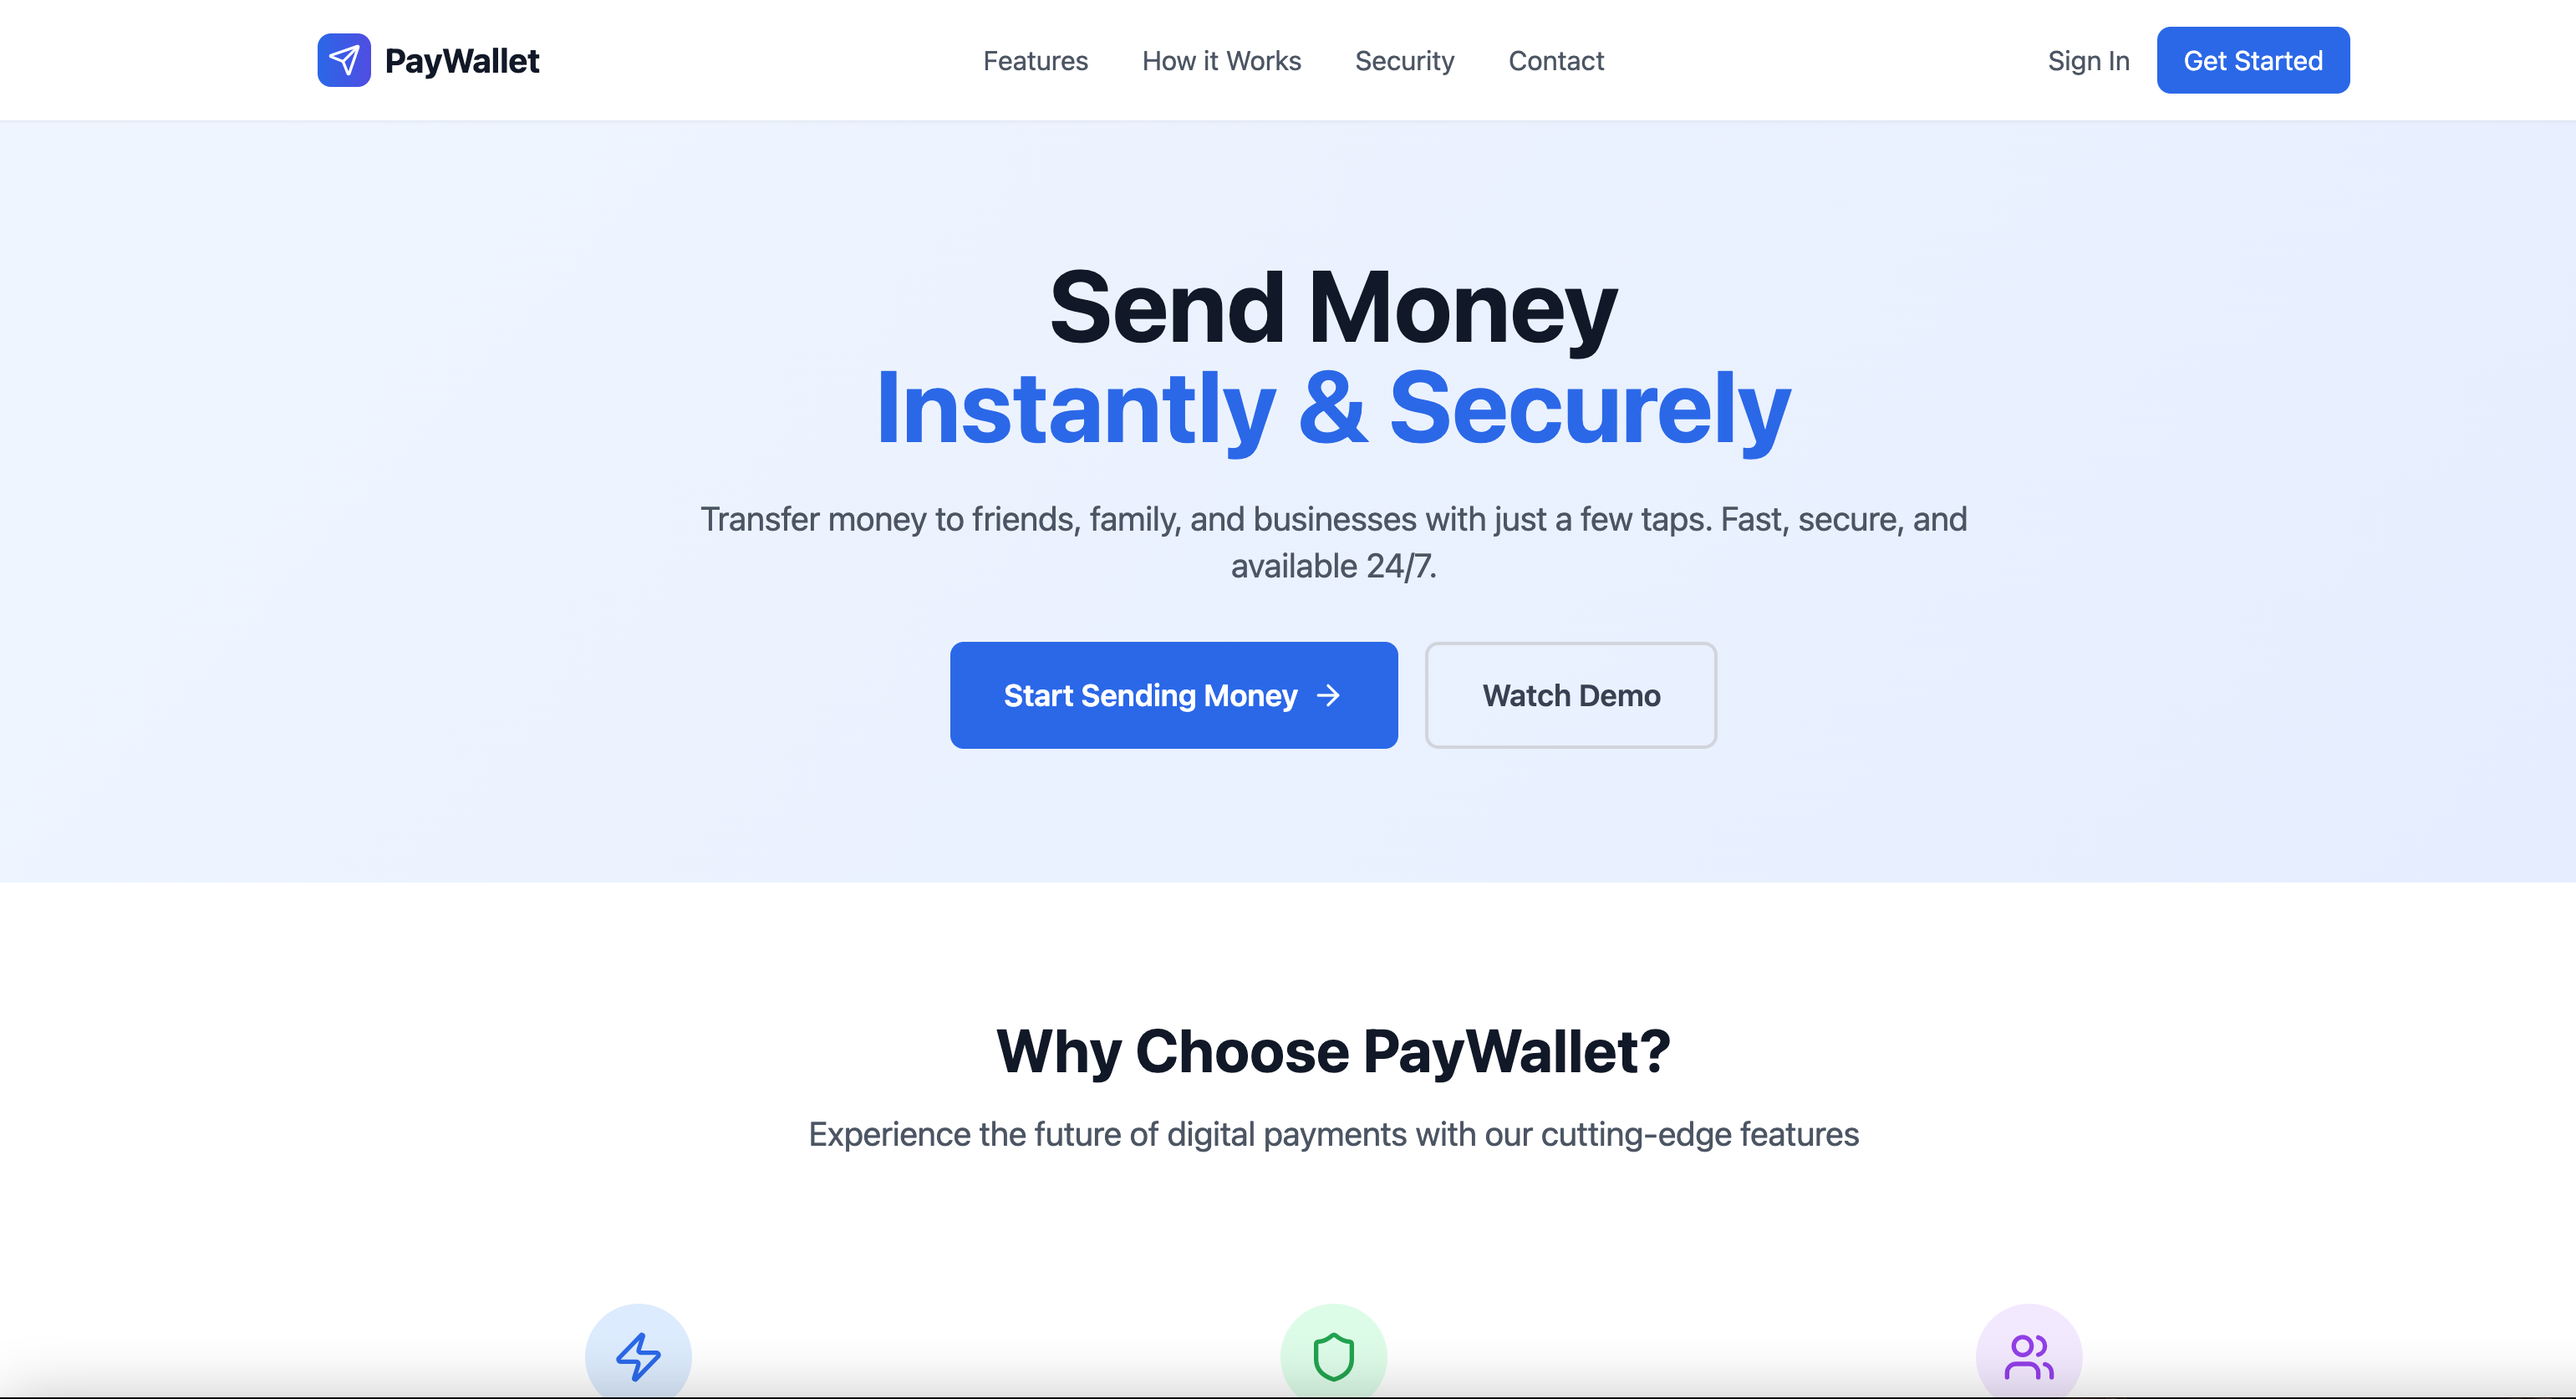 PayWallet
Features
How it Works
Security
Contact
Sign In
Get Started
Send Money
Instantly & Securely
Transfer money to friends, family, and businesses with just a few taps. Fast, secure, and
available 24/7.
Start Sending Money
Watch Demo
Why Choose PayWallet?
Experience the future of digital payments with our cutting-edge features